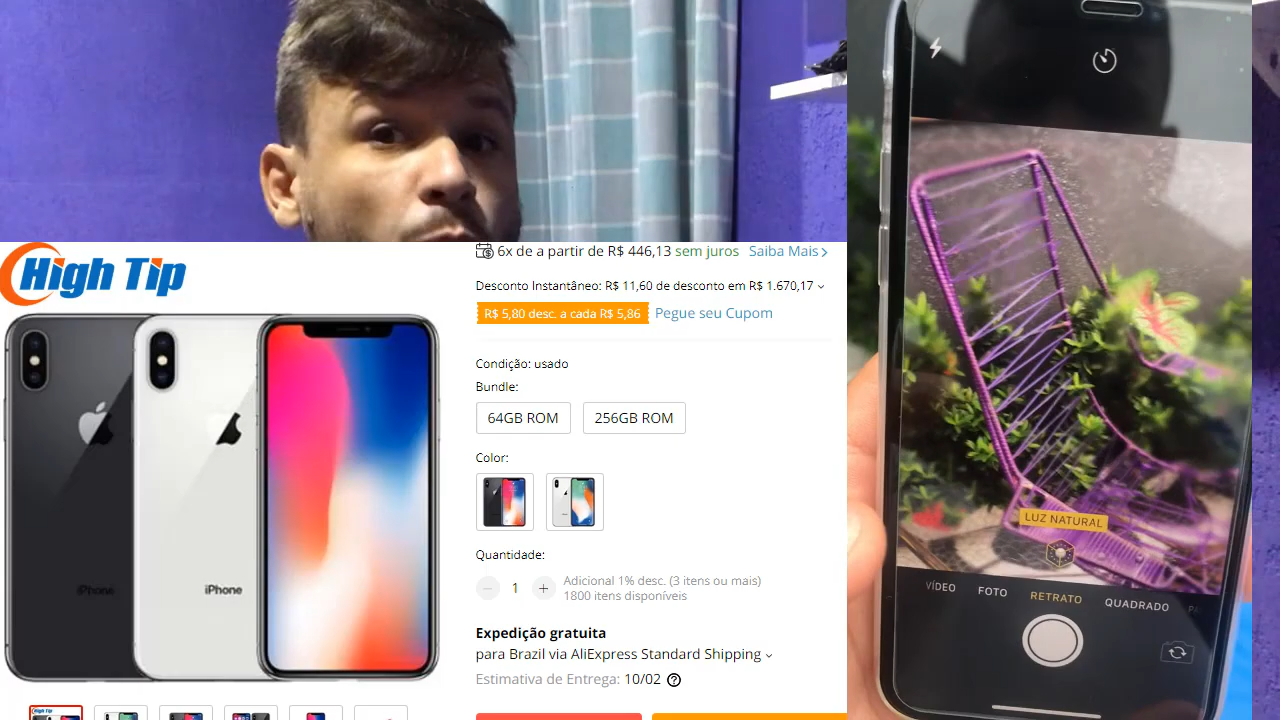 High Tip
6x de a partir de R$ 446,13 sem juros Saiba Mais
Desconto Instantâneo: R$ 11,60 de desconto em R$ 1.670,17
R$ 5,80 desc. a cada R$ 5,86 Pegue seu Cupom
Condição: usado
Bundle:
64GB ROM 256GB ROM
Color:
Quantidade:
1 Adicional 1% desc. (3 itens ou mais)
1800 itens disponíveis
Expedição gratuita
para Brazil via AliExpress Standard Shipping
Estimativa de Entrega: 10/02
iPhone
iPhone
High Tip
LUZ NATURAL
VÍDEO FOTO RETRATO QUADRADO